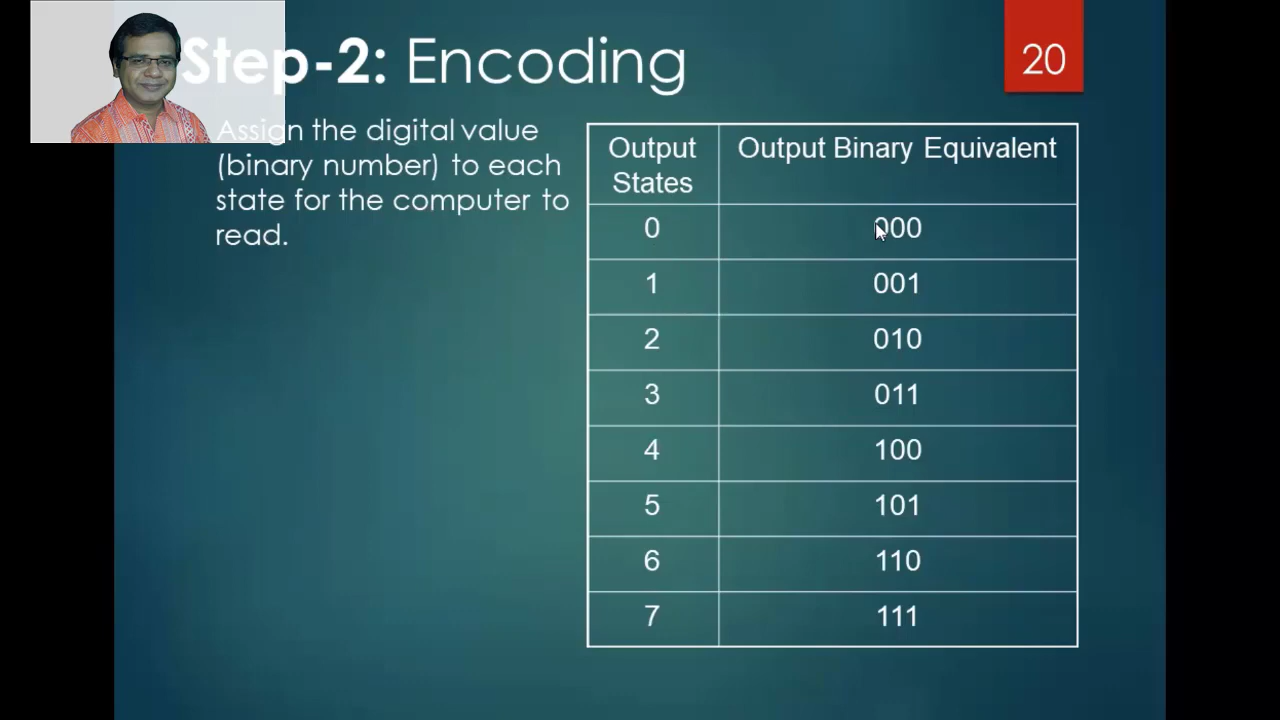 Step-2: Encoding
20
Assign the digital value
(binary number) to each
state for the computer to
read.
Output States	Output Binary Equivalent
0	000
1	001
2	010
3	011
4	100
5	101
6	110
7	111